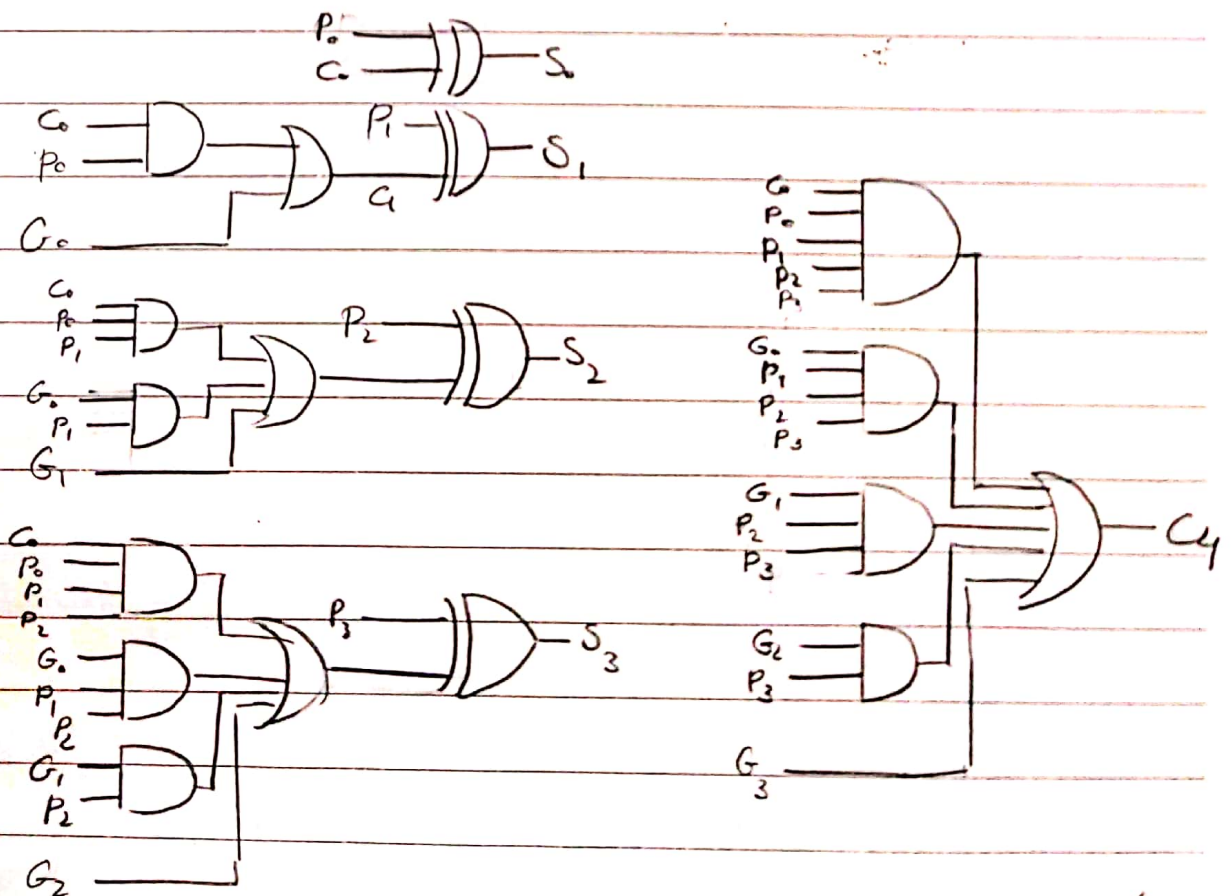 P₀
C₀
S₀
C₀
P₀
G₀
C₁
P₁
S₁
C₀
P₀
P₁
G₀
P₁
G₁
P₂
S₂
C₀
P₀
P₁
P₂
G₀
P₁
P₂
G₁
P₂
G₂
P₃
S₃
C₀
P₀
P₁
P₂
P₃
G₀
P₁
P₂
P₃
G₁
P₂
P₃
G₂
P₃
G₃
C₄